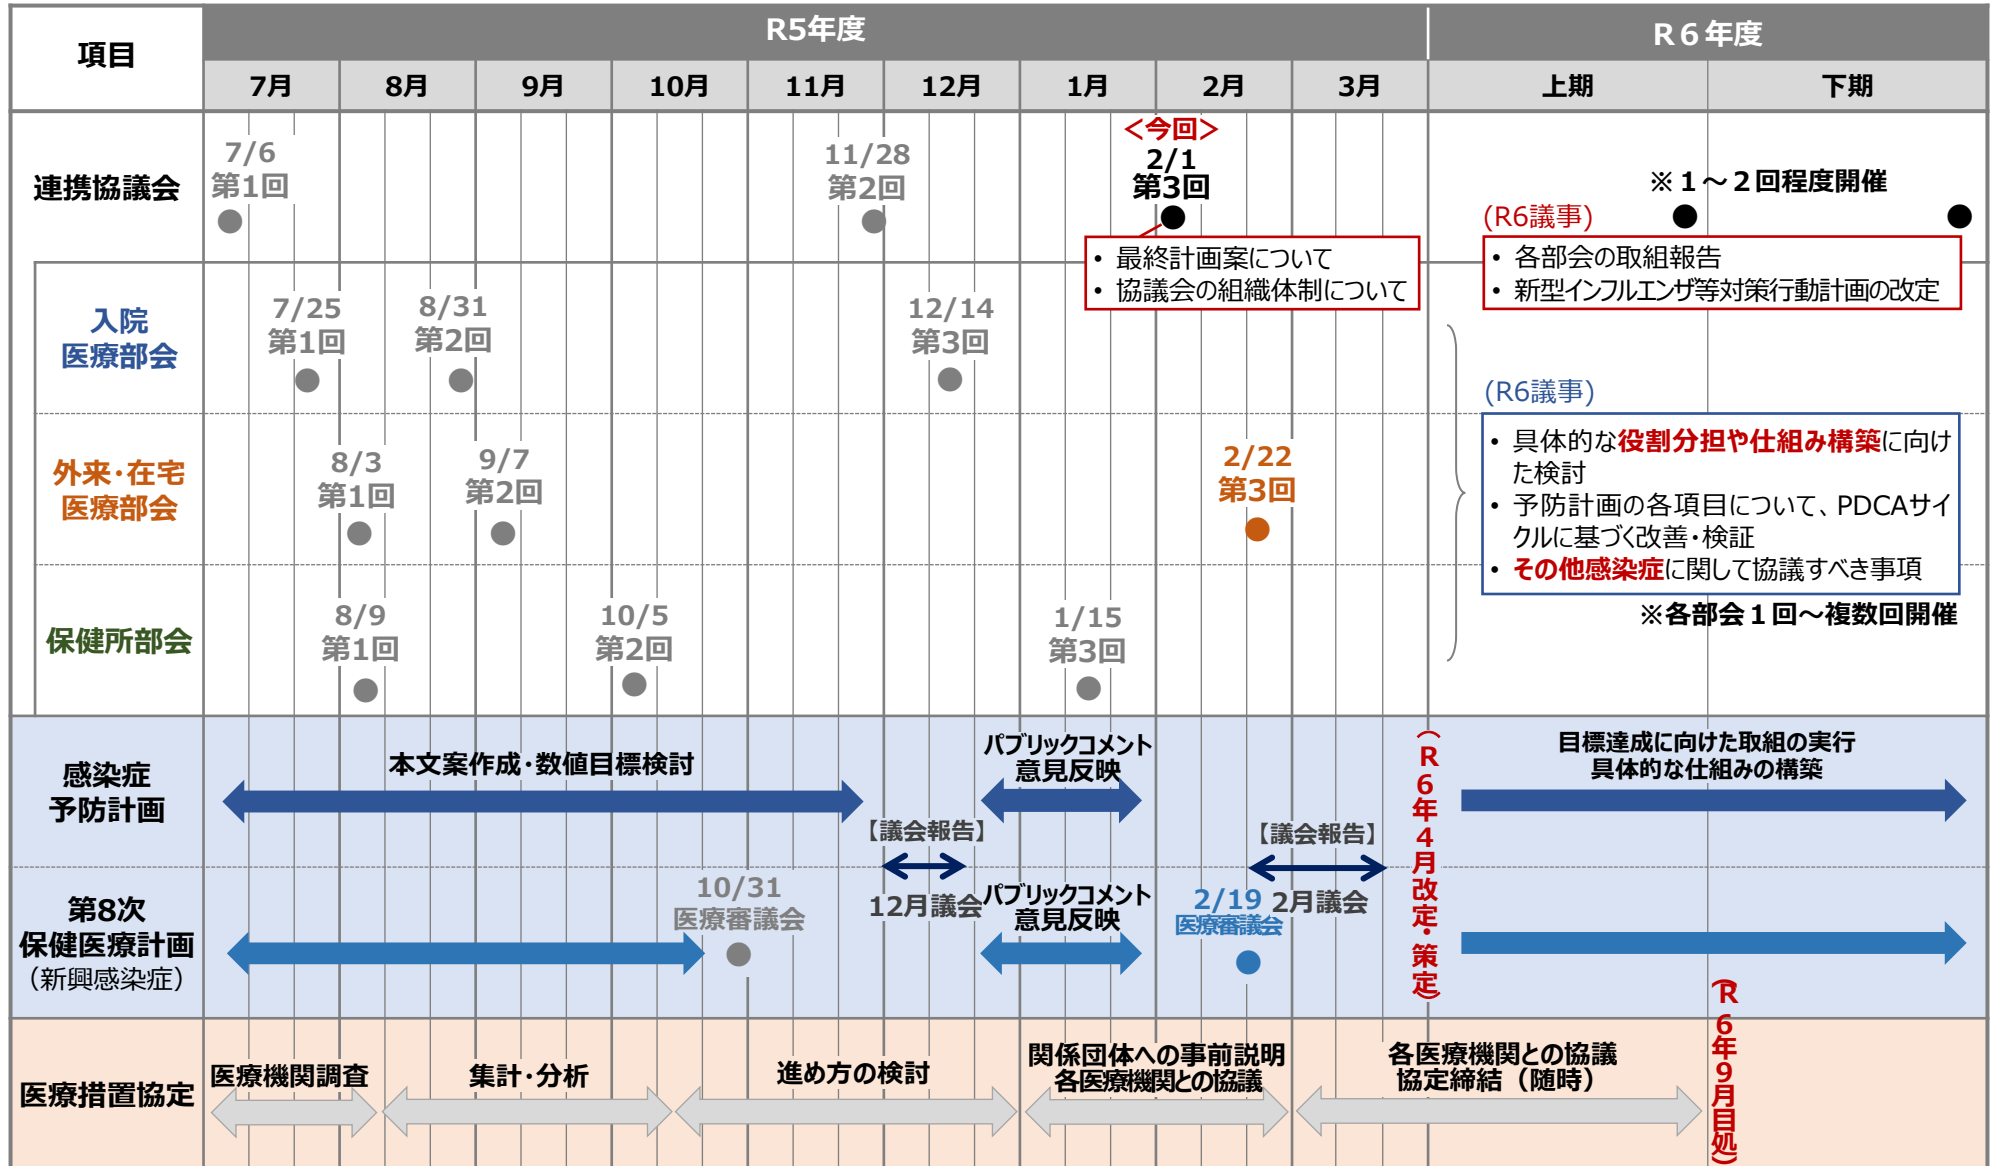 項目
R5年度
R６年度
7月
8月
9月
10月
11月
12月
1月
2月
3月
上期
下期
連携協議会
7/6
第1回
11/28
第2回
＜今回＞
2/1
第3回
・ 最終計画案について
・ 協議会の組織体制について
※１～２回程度開催
(R6議事)
・ 各部会の取組報告
・ 新型インフルエンザ等対策行動計画の改定
入院
医療部会
7/25
第1回
8/31
第2回
12/14
第3回
外来・在宅
医療部会
8/3
第1回
9/7
第2回
2/22
第3回
保健所部会
8/9
第1回
10/5
第2回
1/15
第3回
(R6議事)
・ 具体的な役割分担や仕組み構築に向け
た検討
・ 予防計画の各項目について、PDCAサイ
クルに基づく改善・検証
・ その他感染症に関して協議すべき事項
※各部会１回～複数回開催
感染症
予防計画
本文案作成・数値目標検討
パブリックコメント
意見反映
目標達成に向けた取組の実行
具体的な仕組みの構築
【議会報告】
12月議会
【議会報告】
2月議会
（R６年４月改定・策定）
第8次
保健医療計画
（新興感染症）
10/31
医療審議会
パブリックコメント
意見反映
2/19
医療審議会
医療措置協定
医療機関調査
集計・分析
進め方の検討
関係団体への事前説明
各医療機関との協議
各医療機関との協議
協定締結（随時）
（R６年９月目処）